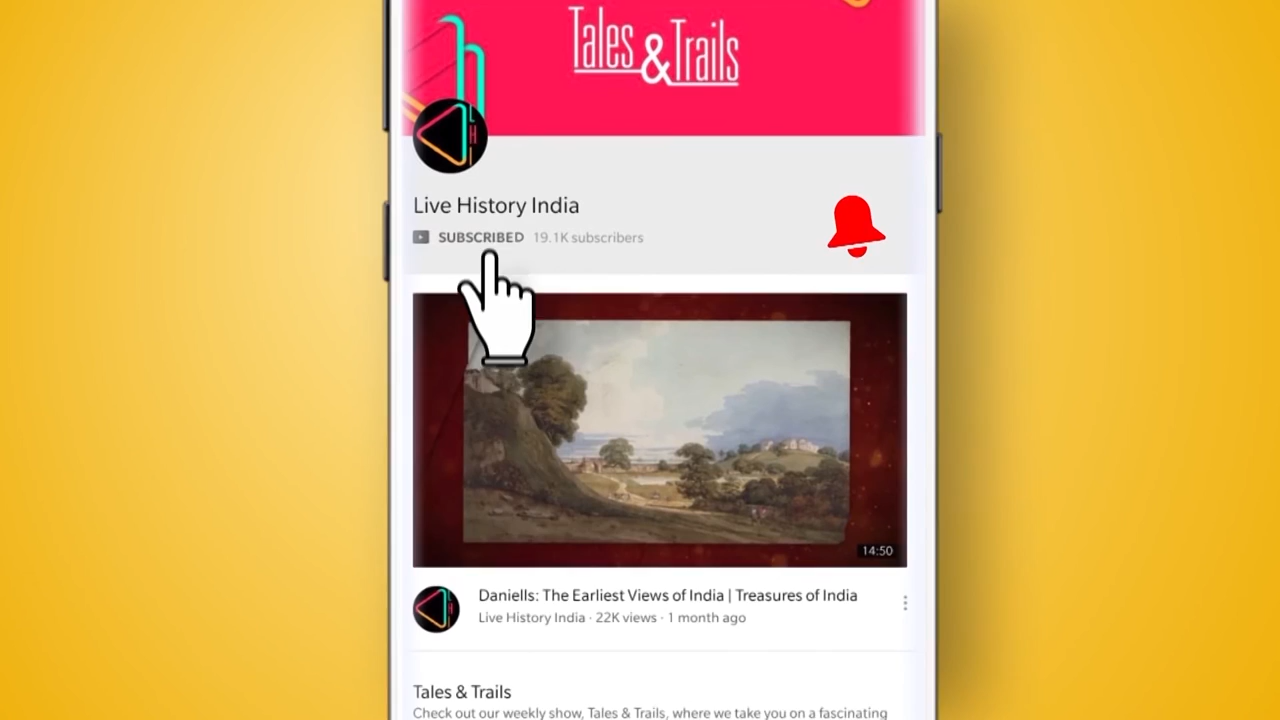 Tales & Trails
Live History India
SUBSCRIBED 19.1K subscribers
14:50
Daniells: The Earliest Views of India | Treasures of India
Live History India · 22K views · 1 month ago
Tales & Trails
Check out our weekly show, Tales & Trails, where we take you on a fascinating